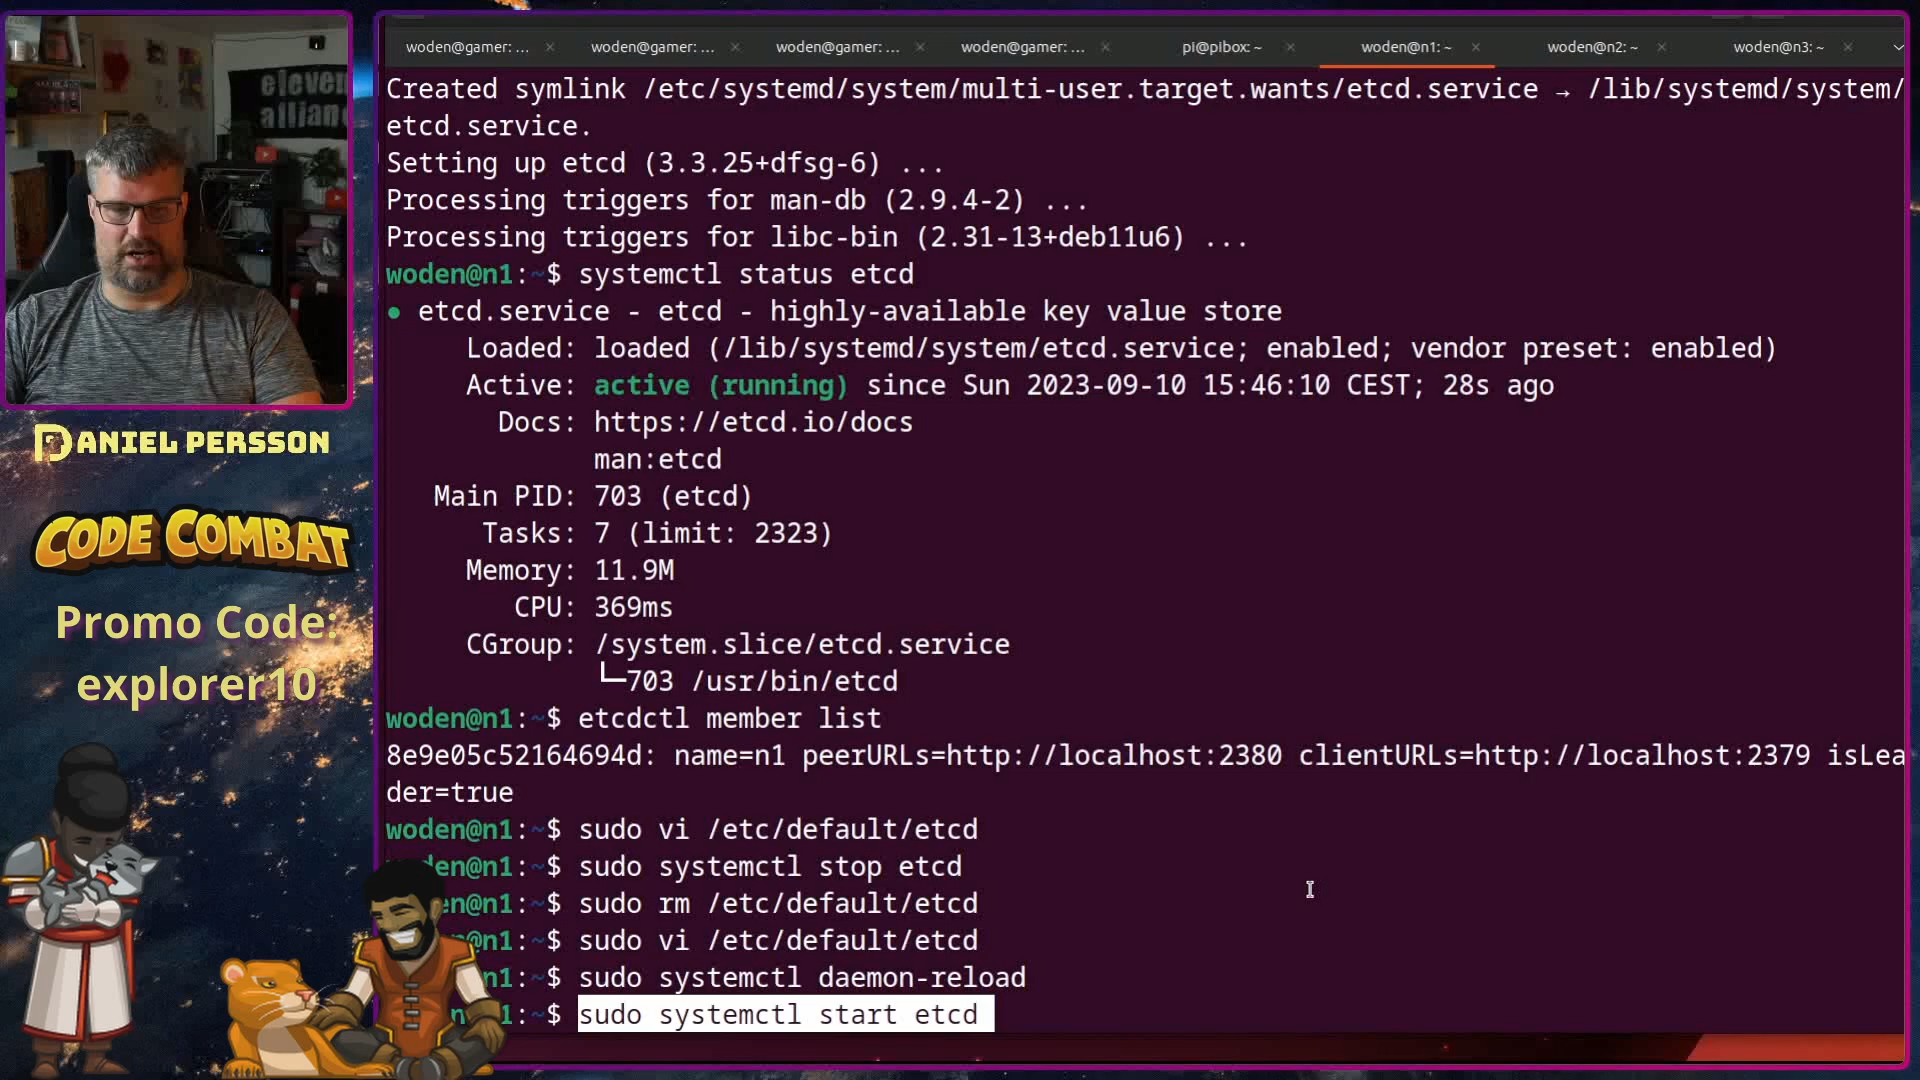 woden@gamer: ... × woden@gamer: ... × woden@gamer: ... × woden@gamer: ... × pi@pibox: ~ × woden@n1: ~ × woden@n2: ~ × woden@n3: ~ ×
eleven
allian
DANIEL PERSSON
CODE COMBAT
Promo Code:
explorer10
Created symlink /etc/systemd/system/multi-user.target.wants/etcd.service → /lib/systemd/system/
etcd.service.
Setting up etcd (3.3.25+dfsg-6) ...
Processing triggers for man-db (2.9.4-2) ...
Processing triggers for libc-bin (2.31-13+deb11u6) ...
woden@n1:~$ systemctl status etcd
● etcd.service - etcd - highly-available key value store
Loaded: loaded (/lib/systemd/system/etcd.service; enabled; vendor preset: enabled)
Active: active (running) since Sun 2023-09-10 15:46:10 CEST; 28s ago
Docs: https://etcd.io/docs
man:etcd
Main PID: 703 (etcd)
Tasks: 7 (limit: 2323)
Memory: 11.9M
CPU: 369ms
CGroup: /system.slice/etcd.service
└─703 /usr/bin/etcd
woden@n1:~$ etcdctl member list
8e9e05c52164694d: name=n1 peerURLs=http://localhost:2380 clientURLs=http://localhost:2379 isLea
der=true
woden@n1:~$ sudo vi /etc/default/etcd
den@n1:~$ sudo systemctl stop etcd
en@n1:~$ sudo rm /etc/default/etcd
@n1:~$ sudo vi /etc/default/etcd
n1:~$ sudo systemctl daemon-reload
n1:~$ sudo systemctl start etcd